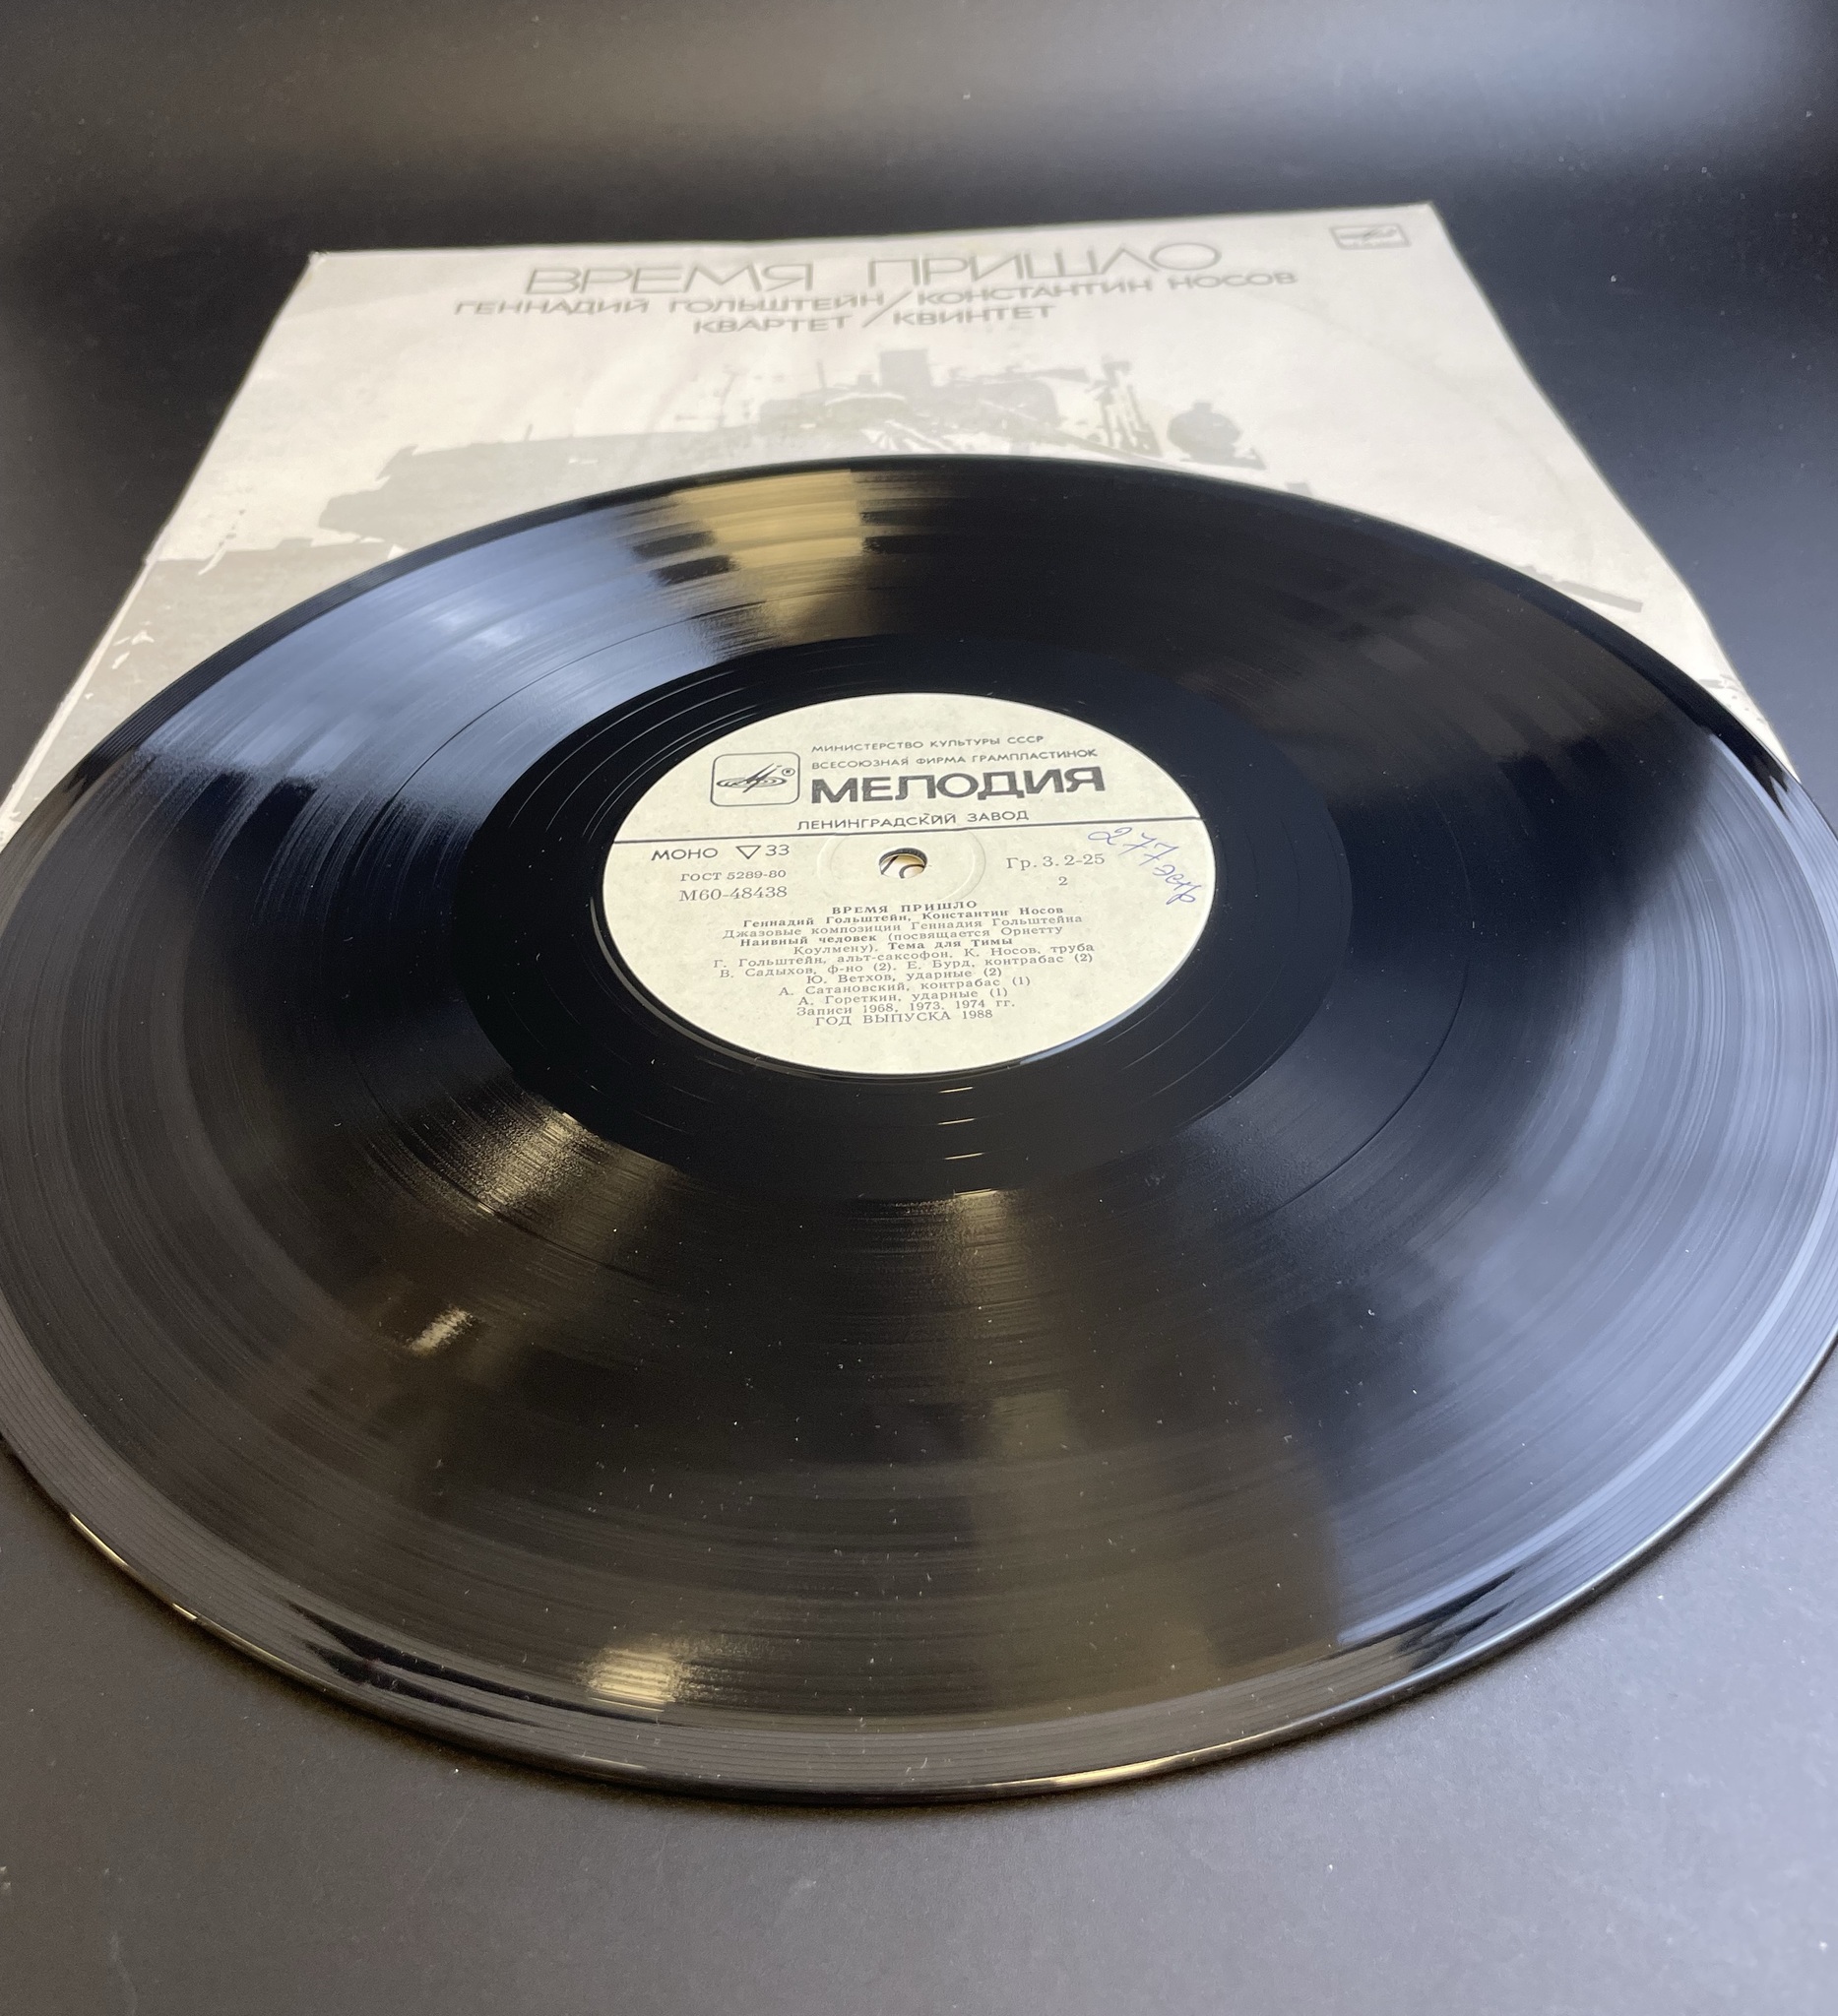 ВРЕМЯ ПРИШЛО
ГЕННАДИЙ ГОЛЬШТЕЙН/КОНСТАНТИН НОСОВ
КВАРТЕТ/КВИНТЕТ
МИНИСТЕРСТВО КУЛЬТУРЫ СССР
ВСЕСОЮЗНАЯ ФИРМА ГРАМПЛАСТИНОК
МЕЛОДИЯ
ЛЕНИНГРАДСКИЙ ЗАВОД
МОНО ▽33
ГОСТ 5289-80
М60-48438
Гр. 3. 2-25
2
277экз
ВРЕМЯ ПРИШЛО
Геннадий Гольштейн, Константин Носов
Джазовые композиции Геннадия Гольштейна
Наивный человек (посвящается Орнетту
Коулмену). Тема для Тимы
Г. Гольштейн, альт-саксофон, К. Носов, труба
В. Садыхов, ф-но (2). Е. Бурд, контрабас (2)
Ю. Ветхов, ударные (2)
А. Сатановский, контрабас (1)
А. Гореткин, ударные (1)
Записи 1968, 1973, 1974 гг.
ГОД ВЫПУСКА 1988